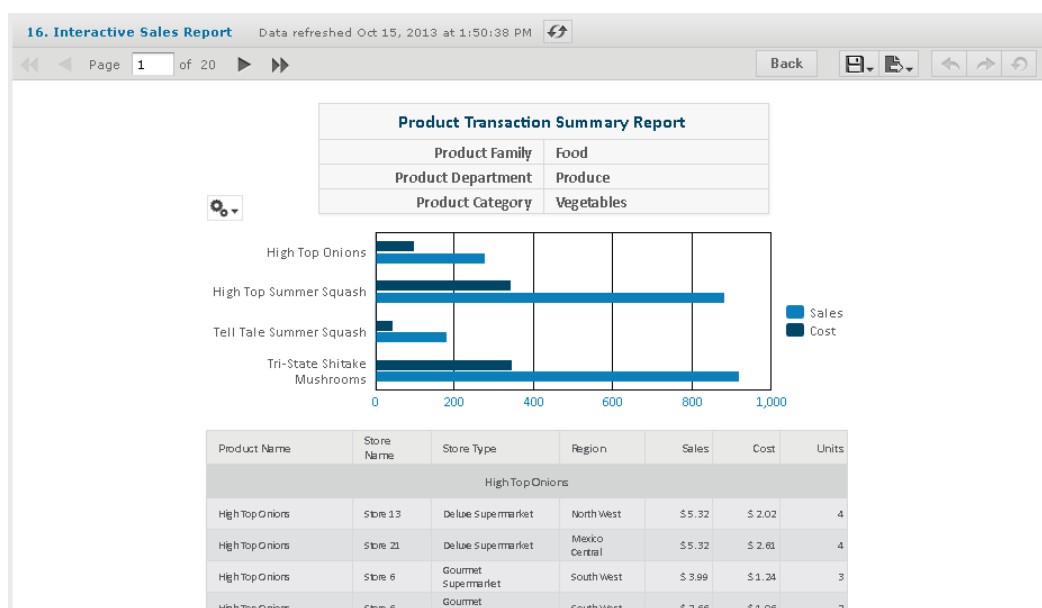 16. Interactive Sales Report Data refreshed Oct 15, 2013 at 1:50:38 PM
Page 1 of 20 Back
Product Transaction Summary Report
Product Family Food
Product Department Produce
Product Category Vegetables
High Top Onions
High Top Summer Squash
Tell Tale Summer Squash
Tri-State Shitake
Mushrooms
Sales
Cost
0 200 400 600 800 1,000
Product Name Store Name Store Type Region Sales Cost Units
High Top Onions
High Top Onions Store 13 Deluxe Supermarket North West $5.32 $2.02 4
High Top Onions Store 21 Deluxe Supermarket Mexico Central $5.32 $2.61 4
High Top Onions Store 6 Gourmet Supermarket South West $3.99 $1.24 3
Gourmet